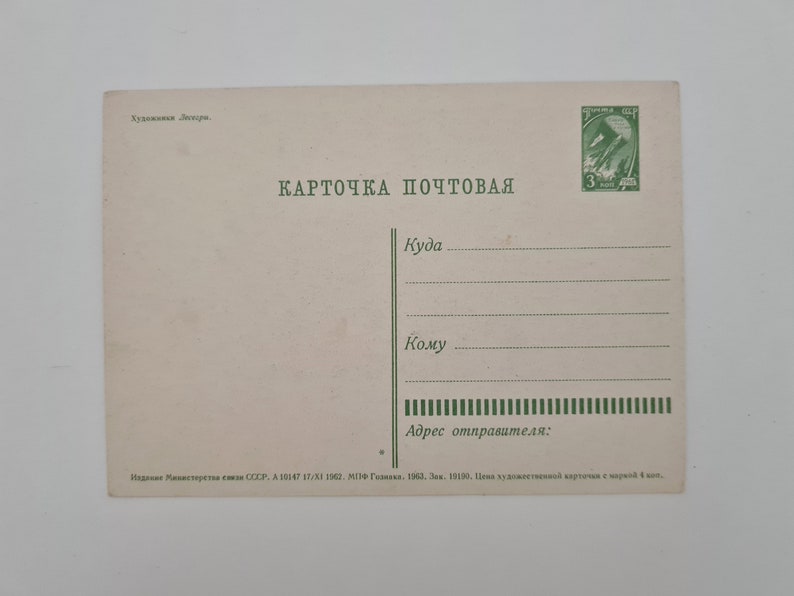 Художники Лесегри.
Почта СССР
3 коп
КАРТОЧКА ПОЧТОВАЯ
Куда
Кому
Адрес отправителя:
*
Издание Министерства связи СССР. А 10147 17/XI 1962. МПФ Гознака. 1963. Зак. 19190. Цена художественной карточки с маркой 4 коп.